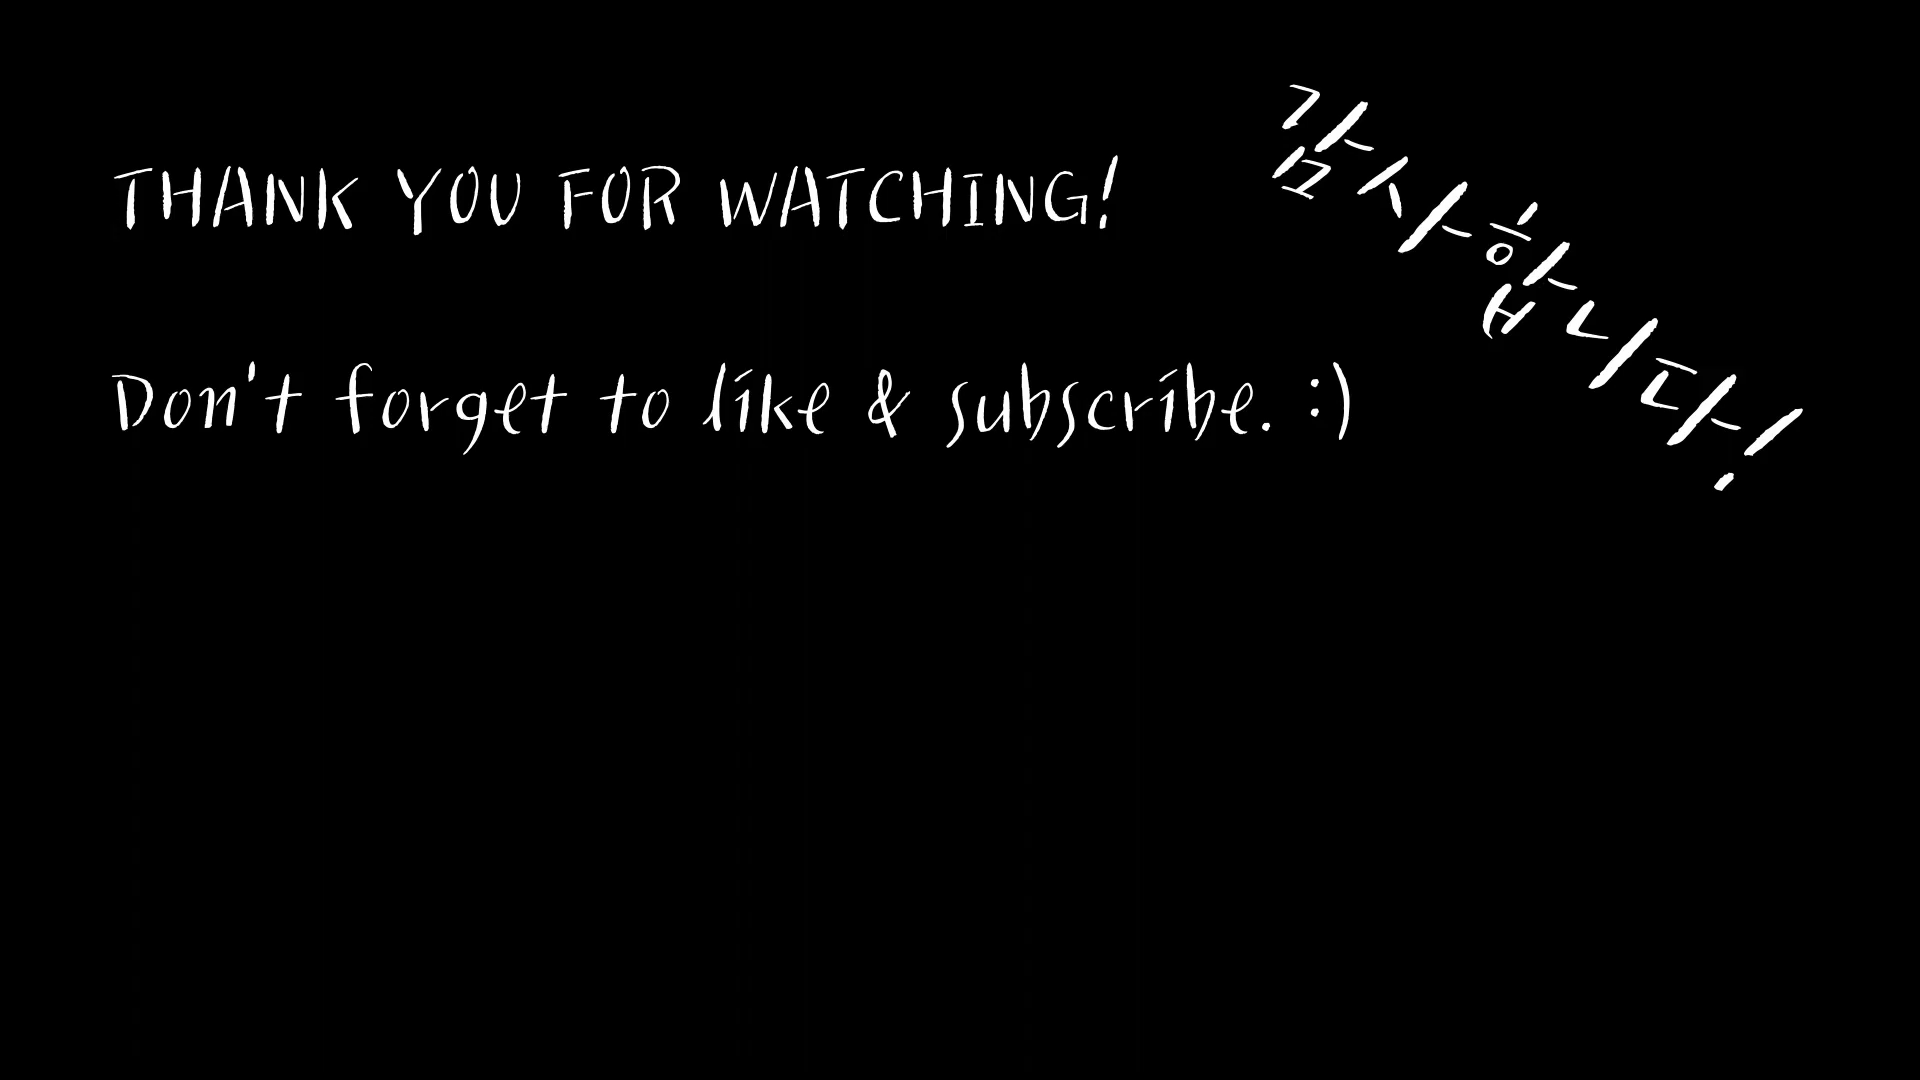 THANK YOU FOR WATCHING!
감사합니다!
Don't forget to like & subscribe. :)